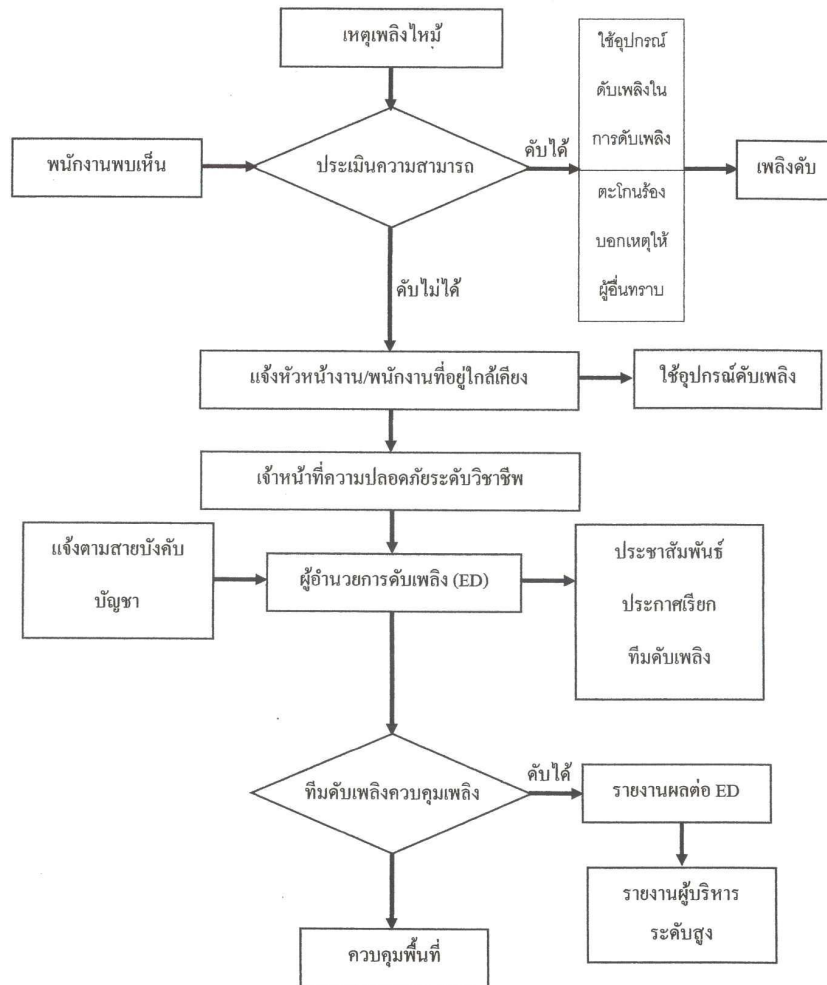 เหตุเพลิงไหม้
ใช้อุปกรณ์
ดับเพลิงใน
การดับเพลิง
พนักงานพบเห็น
ประเมินความสามารถ
ดับได้
เพลิงดับ
ตะโกนร้อง
บอกเหตุให้
ผู้อื่นทราบ
ดับไม่ได้
แจ้งหัวหน้างาน/พนักงานที่อยู่ใกล้เคียง
ใช้อุปกรณ์ดับเพลิง
เจ้าหน้าที่ความปลอดภัยระดับวิชาชีพ
แจ้งตามสายบังคับ
บัญชา
ผู้อำนวยการดับเพลิง (ED)
ประชาสัมพันธ์
ประกาศเรียก
ทีมดับเพลิง
ทีมดับเพลิงควบคุมเพลิง
ดับได้
รายงานผลต่อ ED
รายงานผู้บริหาร
ระดับสูง
ควบคุมพื้นที่